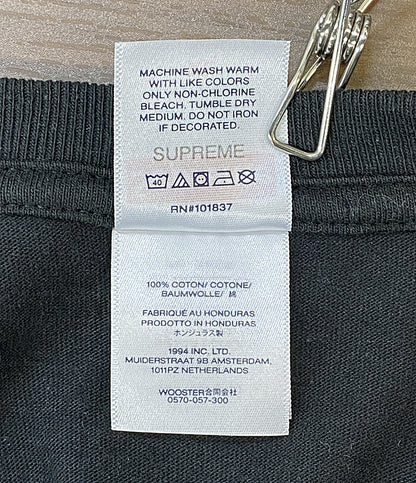 MACHINE WASH WARM
WITH LIKE COLORS
ONLY NON-CHLORINE
BLEACH. TUMBLE DRY
MEDIUM. DO NOT IRON
IF DECORATED.
SUPREME
40
RN#101837
100% COTON/ COTONE/
BAUMWOLLE/ 綿
FABRIQUÉ AU HONDURAS
PRODOTTO IN HONDURAS
ホンジュラス製
1994 INC. LTD.
MUIDERSTRAAT 9B AMSTERDAM,
1011PZ NETHERLANDS
WOOSTER合同会社
0570-057-300